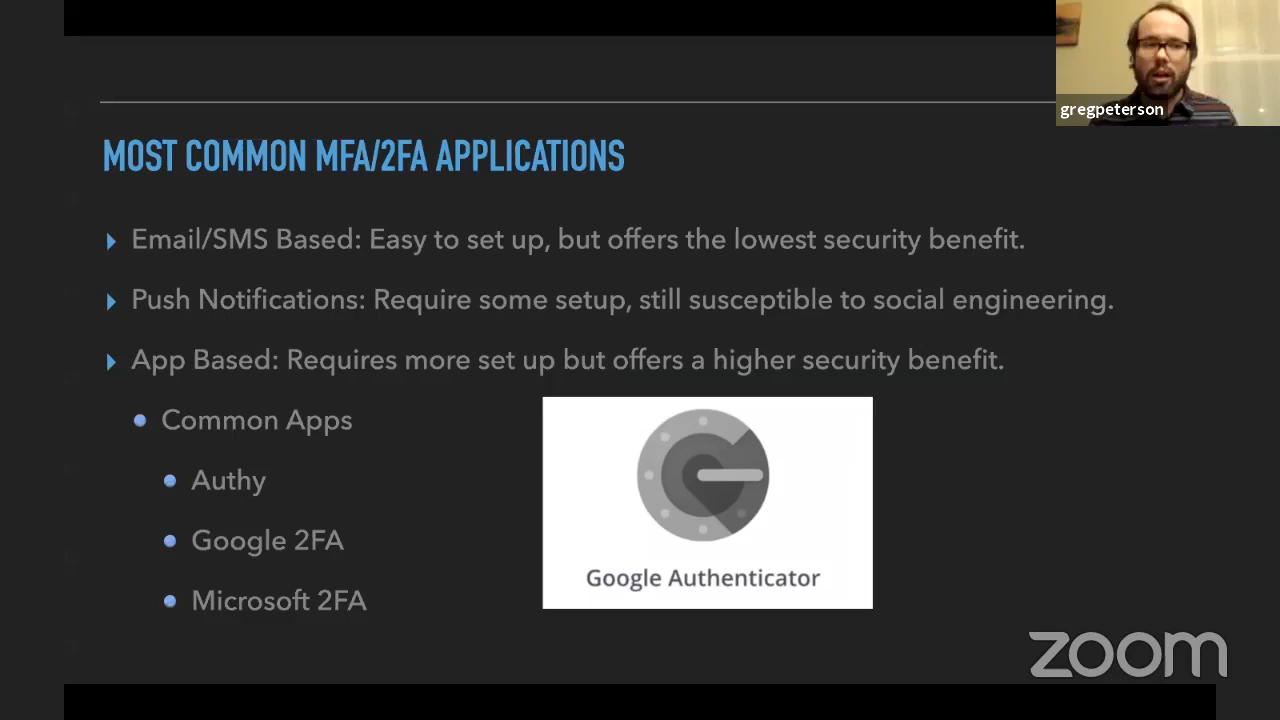 gregpeterson
MOST COMMON MFA/2FA APPLICATIONS
Email/SMS Based: Easy to set up, but offers the lowest security benefit.
Push Notifications: Require some setup, still susceptible to social engineering.
App Based: Requires more set up but offers a higher security benefit.
Common Apps
Authy
Google 2FA
Microsoft 2FA
Google Authenticator
zoom